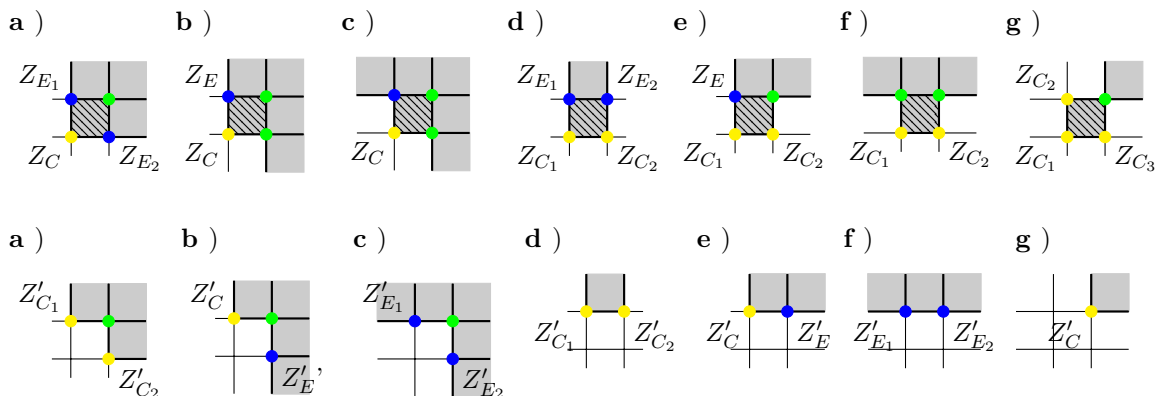 a ) b ) c ) d ) e ) f ) g )
Z_{E_1} Z_E Z_{E_1} Z_{E_2} Z_E Z_{C_2}
Z_C Z_{E_2} Z_C Z_C Z_{C_1} Z_{C_2} Z_{C_1} Z_{C_2} Z_{C_1} Z_{C_2} Z_{C_1} Z_{C_3}
a ) b ) c ) d ) e ) f ) g )
Z'_{C_1} Z'_C Z'_{E_1}
Z'_{C_1} Z'_{C_2} Z'_C Z'_E Z'_{E_1} Z'_{E_2} Z'_C
Z'_{C_2} Z'_E, Z'_{E_2}